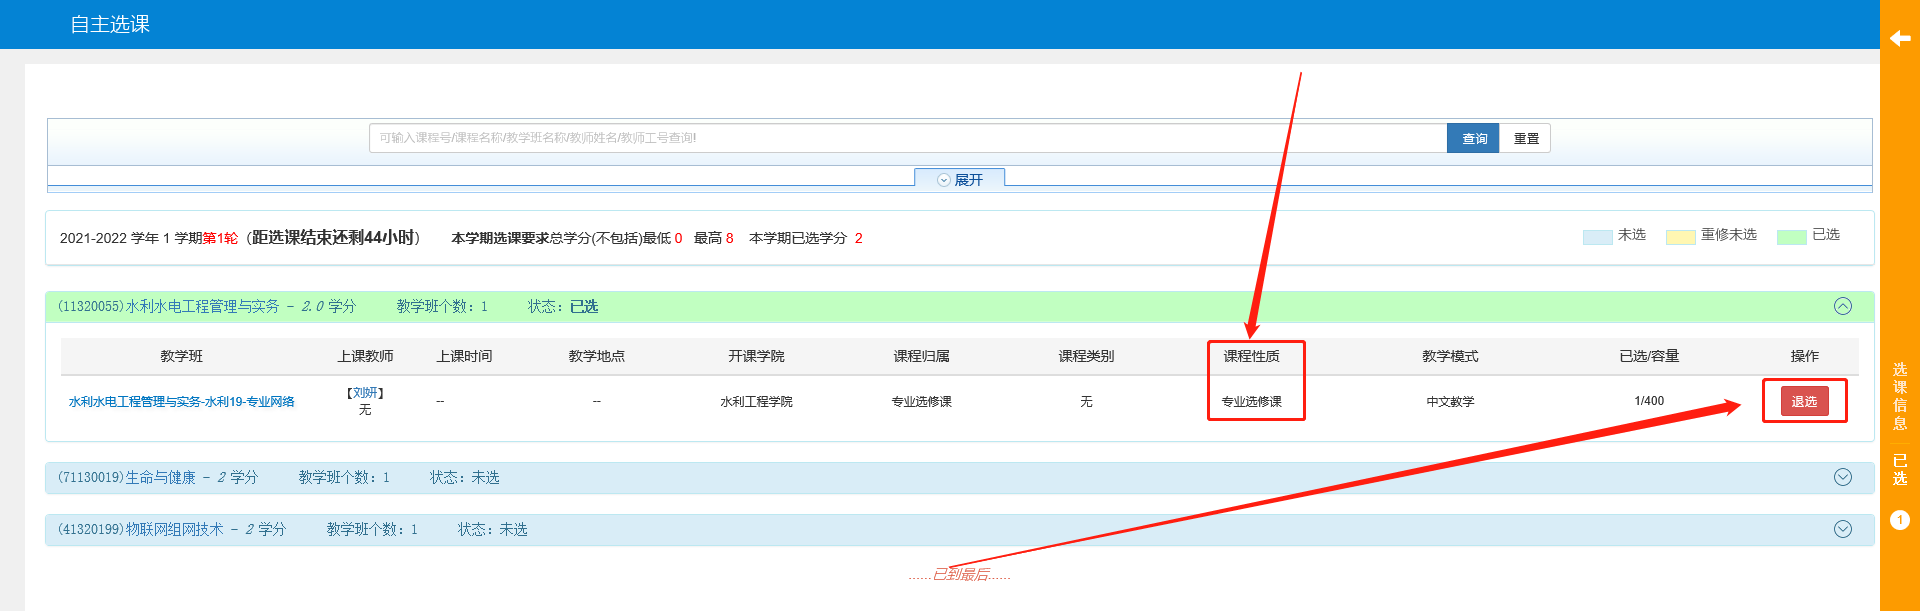 自主选课
可输入课程号/课程名称/教学班名称/教师姓名/教师工号查询!
查询 重置
展开
2021-2022 学年 1 学期第1轮（距选课结束还剩44小时） 本学期选课要求总学分(不包括)最低 0 最高 8 本学期已选学分 2
未选 重修未选 已选
(11320055)水利水电工程管理与实务 - 2.0 学分 教学班个数：1 状态：已选
教学班 上课教师 上课时间 教学地点 开课学院 课程归属 课程类别 课程性质 教学模式 已选/容量 操作
水利水电工程管理与实务-水利19-专业网络 【刘妍】 -- -- 水利工程学院 专业选修课 无 专业选修课 中文教学 1/400 退选
无
(71130019)生命与健康 - 2 学分 教学班个数：1 状态：未选
(41320199)物联网组网技术 - 2 学分 教学班个数：1 状态：未选
......已到最后......
选课信息
已选
1